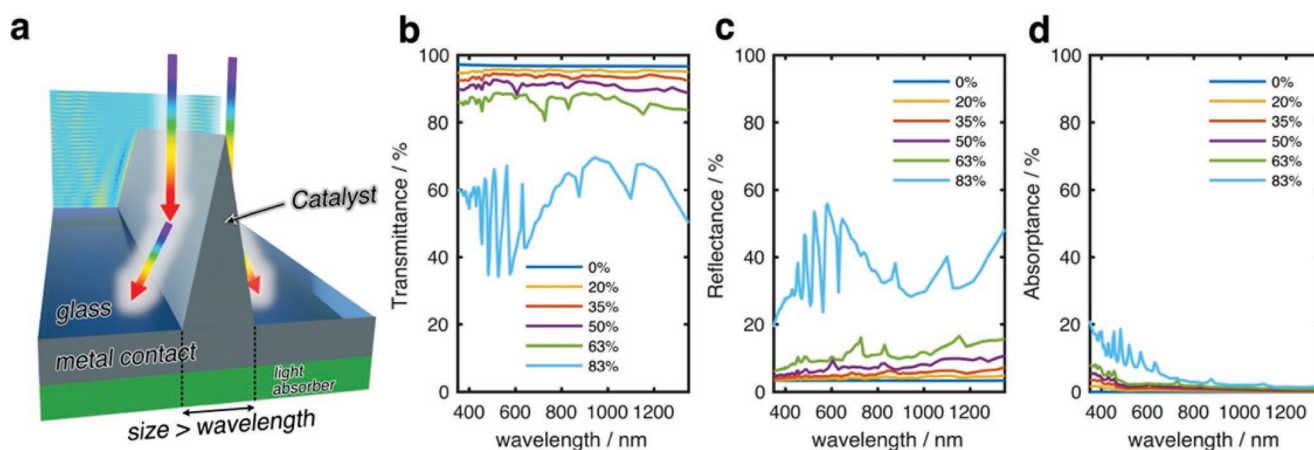 a
Catalyst
glass
metal contact
light
absorber
size > wavelength
b
Transmittance / %
100
80
60
40
20
0
0%
20%
35%
50%
63%
83%
400 600 800 1000 1200
wavelength / nm
c
Reflectance / %
100
80
60
40
20
0
0%
20%
35%
50%
63%
83%
400 600 800 1000 1200
wavelength / nm
d
Absorptance / %
100
80
60
40
20
0
0%
20%
35%
50%
63%
83%
400 600 800 1000 1200
wavelength / nm